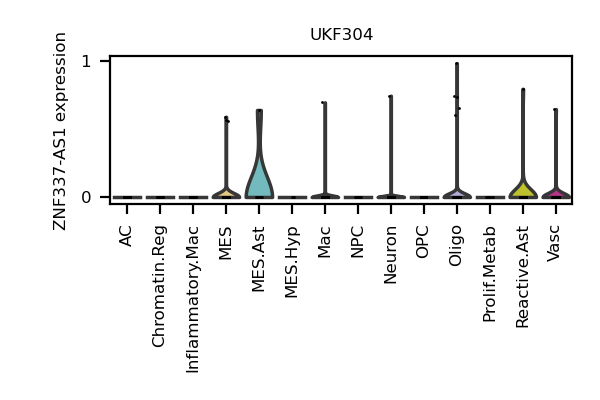 UKF304
ZNF337-AS1 expression
1
0
AC
Chromatin.Reg
Inflammatory.Mac
MES
MES.Ast
MES.Hyp
Mac
NPC
Neuron
OPC
Oligo
Prolif.Metab
Reactive.Ast
Vasc